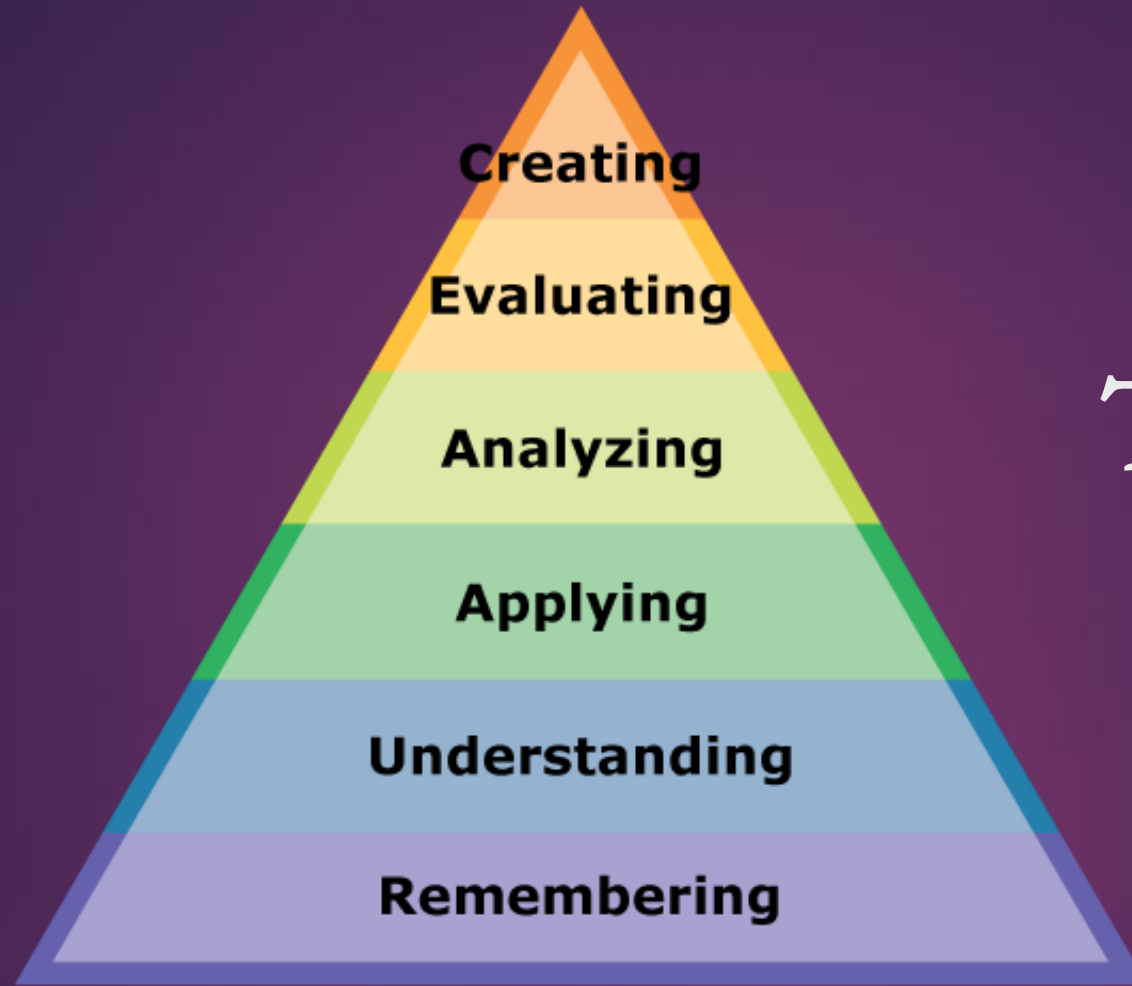 Creating
Evaluating
Analyzing
Applying
Understanding
Remembering